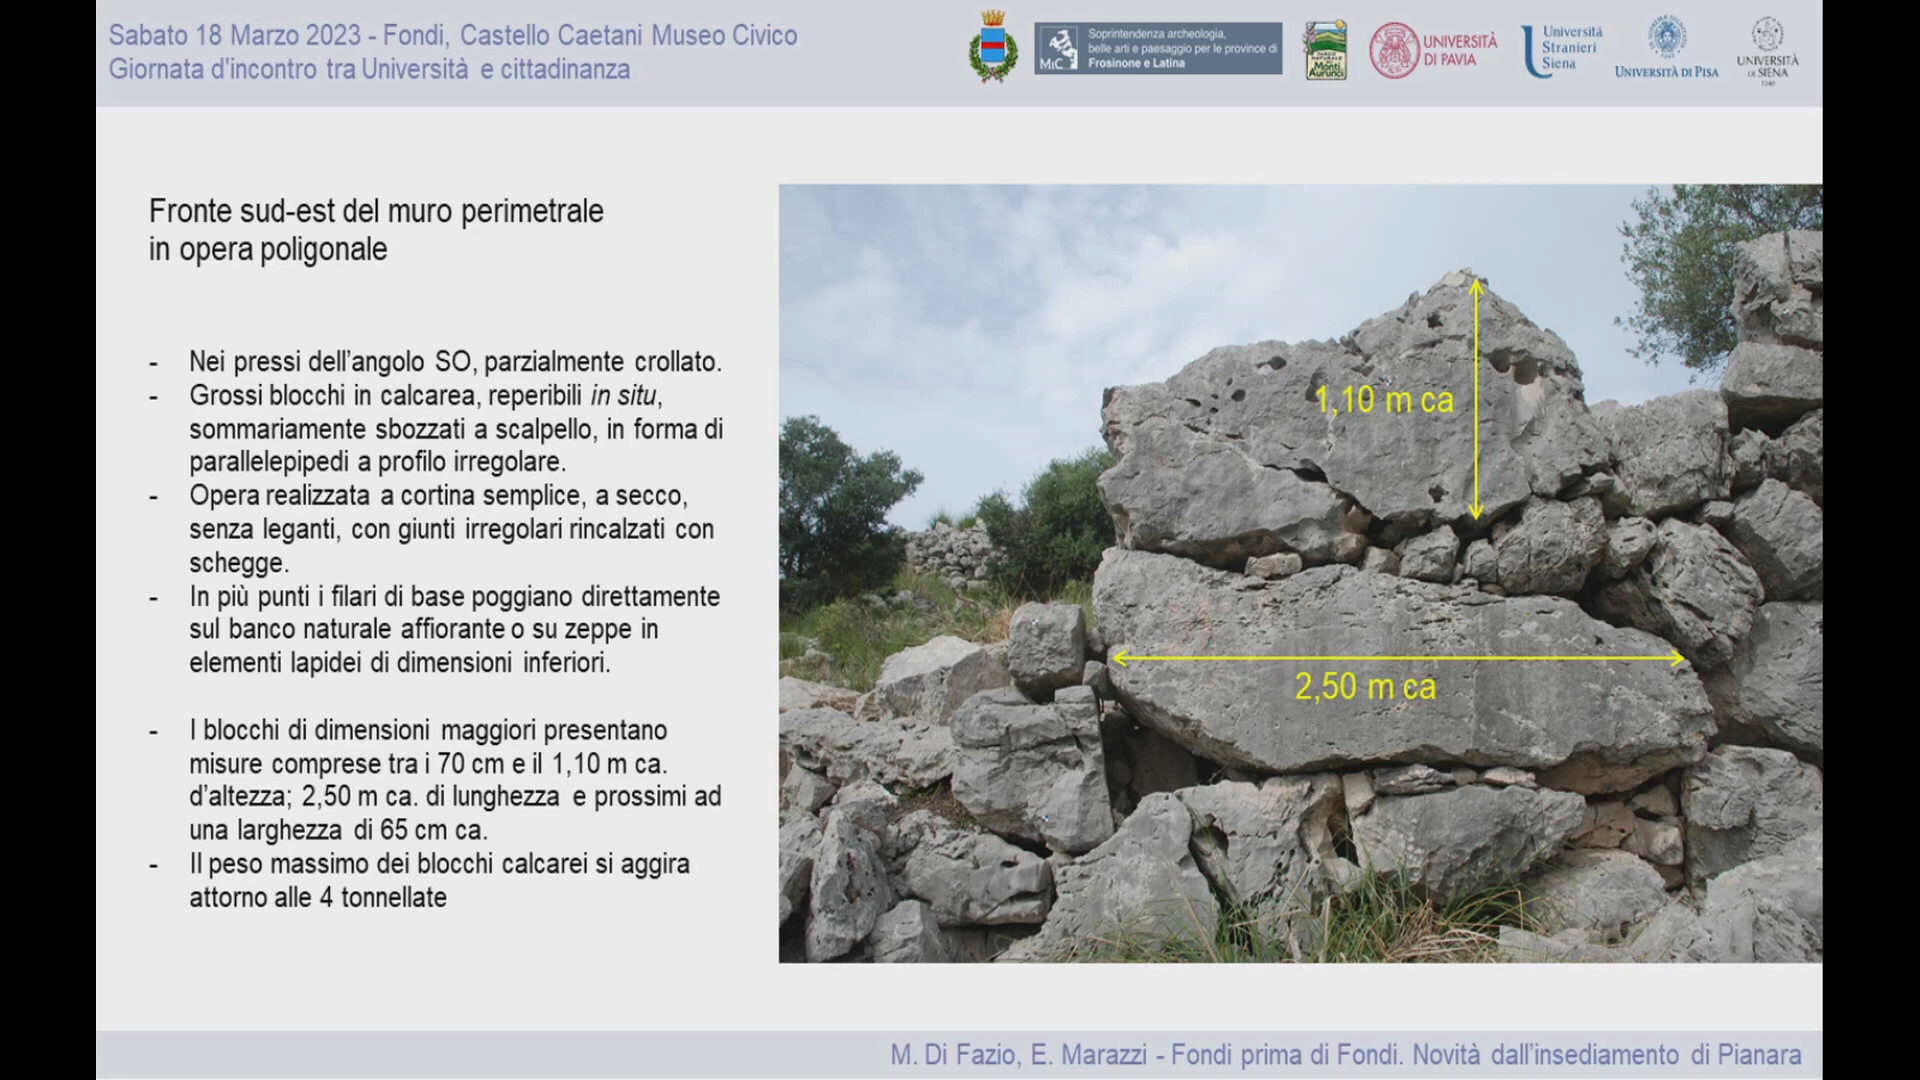 Sabato 18 Marzo 2023 - Fondi, Castello Caetani Museo Civico
Giornata d'incontro tra Università e cittadinanza
MiC
Soprintendenza archeologia,
belle arti e paesaggio per le province di
Frosinone e Latina
Monti
Aurunci
UNIVERSITÀ
DI PAVIA
Università
Stranieri
Siena
UNIVERSITÀ DI PISA
UNIVERSITÀ
DI SIENA
1240
Fronte sud-est del muro perimetrale
in opera poligonale
- Nei pressi dell’angolo SO, parzialmente crollato.
- Grossi blocchi in calcarea, reperibili in situ,
sommariamente sbozzati a scalpello, in forma di
parallelepipedi a profilo irregolare.
- Opera realizzata a cortina semplice, a secco,
senza leganti, con giunti irregolari rincalzati con
schegge.
- In più punti i filari di base poggiano direttamente
sul banco naturale affiorante o su zeppe in
elementi lapidei di dimensioni inferiori.
- I blocchi di dimensioni maggiori presentano
misure comprese tra i 70 cm e il 1,10 m ca.
d’altezza; 2,50 m ca. di lunghezza e prossimi ad
una larghezza di 65 cm ca.
- Il peso massimo dei blocchi calcarei si aggira
attorno alle 4 tonnellate
1,10 m ca
2,50 m ca
M. Di Fazio, E. Marazzi - Fondi prima di Fondi. Novità dall’insediamento di Pianara